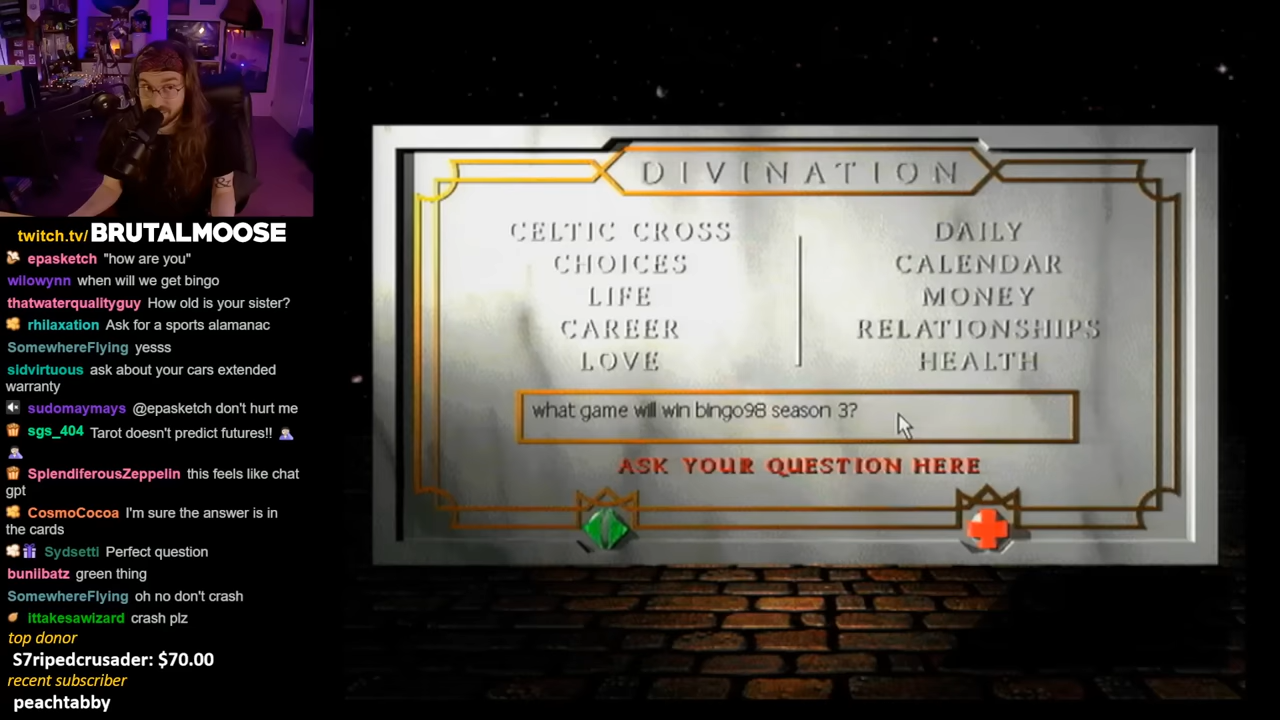 twitch.tv/BRUTALMOOSE
epasketch "how are you"
wilowynn when will we get bingo
thatwaterqualityguy How old is your sister?
rhilaxation Ask for a sports alamanac
SomewhereFlying yesss
sidvirtuous ask about your cars extended
warranty
sudomaymays @epasketch don't hurt me
sgs_404 Tarot doesn't predict futures!!
SplendiferousZeppelin this feels like chat
gpt
CosmoCocoa I'm sure the answer is in
the cards
Sydsetti Perfect question
buniibatz green thing
SomewhereFlying oh no don't crash
ittakesawizard crash plz
top donor
S7ripedcrusader: $70.00
recent subscriber
peachtabby
DIVINATION
CELTIC CROSS
CHOICES
LIFE
CAREER
LOVE
DAILY
CALENDAR
MONEY
RELATIONSHIPS
HEALTH
what game will win bingo98 season 3?
ASK YOUR QUESTION HERE